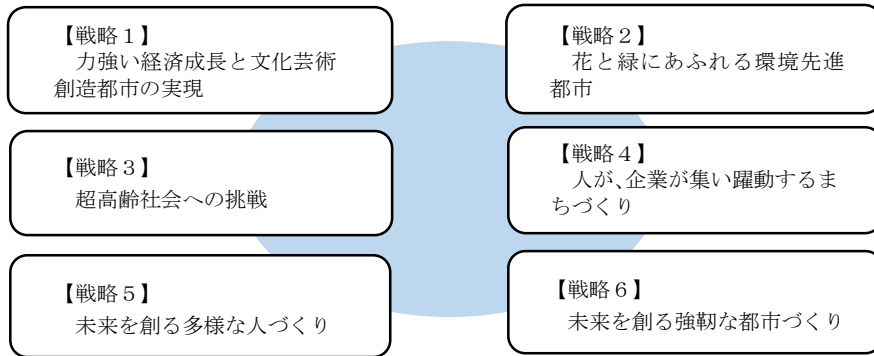 【戦略１】
力強い経済成長と文化芸術
創造都市の実現
【戦略２】
花と緑にあふれる環境先進
都市
【戦略３】
超高齢社会への挑戦
【戦略４】
人が、企業が集い躍動するま
ちづくり
【戦略５】
未来を創る多様な人づくり
【戦略６】
未来を創る強靭な都市づくり